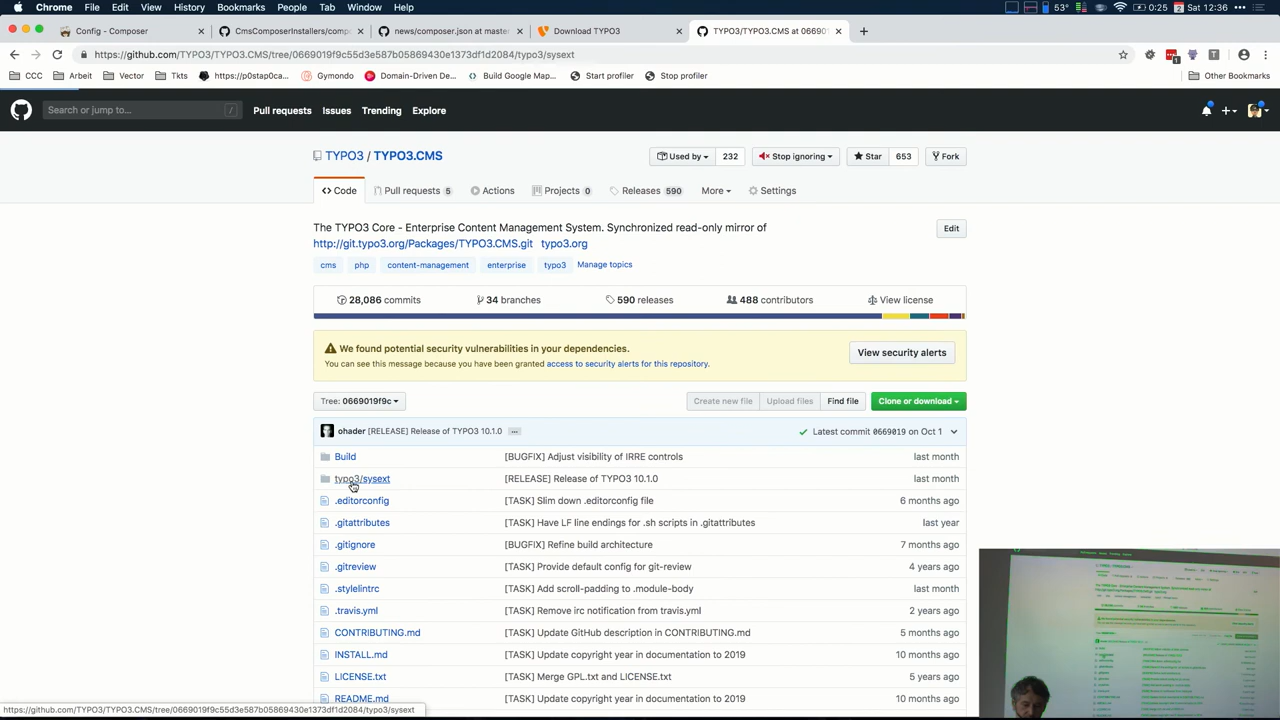 Chrome File Edit View History Bookmarks People Tab Window Help 53° 0:25 2 Sat 12:36
Config - Composer × CmsComposerInstallers/compos × news/composer.json at master × Download TYPO3 × TYPO3/TYPO3.CMS at 0669019 × +
https://github.com/TYPO3/TYPO3.CMS/tree/0669019f9c55d3e587b05869430e1373df1d2084/typo3/sysext
CCC Arbeit Vector Tkts https://p0stap0ca... Gymondo Domain-Driven De... Build Google Map... Start profiler Stop profiler Other Bookmarks
Search or jump to... / Pull requests Issues Trending Explore
TYPO3 / TYPO3.CMS Used by 232 Stop ignoring Star 653 Fork
Code Pull requests 5 Actions Projects 0 Releases 590 More Settings
The TYPO3 Core - Enterprise Content Management System. Synchronized read-only mirror of Edit
http://git.typo3.org/Packages/TYPO3.CMS.git typo3.org
cms php content-management enterprise typo3 Manage topics
28,086 commits 34 branches 590 releases 488 contributors View license
We found potential security vulnerabilities in your dependencies.
You can see this message because you have been granted access to security alerts for this repository. View security alerts
Tree: 0669019f9c Create new file Upload files Find file Clone or download
ohader [RELEASE] Release of TYPO3 10.1.0 ... Latest commit 0669019 on Oct 1
Build [BUGFIX] Adjust visibility of IRRE controls last month
typo3/sysext [RELEASE] Release of TYPO3 10.1.0 last month
.editorconfig [TASK] Slim down .editorconfig file 6 months ago
.gitattributes [TASK] Have LF line endings for .sh scripts in .gitattributes last year
.gitignore [BUGFIX] Refine build architecture 7 months ago
.gitreview [TASK] Provide default config for git-review 4 years ago
.stylelintrc [TASK] Add scroll-padding to .module-body last month
.travis.yml [TASK] Remove irc notification from travis.yml 2 years ago
CONTRIBUTING.md [TASK] Update GitHub description in CONTRIBUTING.md 5 months ago
INSTALL.md [TASK] Update copyright year in documentation to 2019 10 months ago
LICENSE.txt [TASK] Merge GPL.txt and LICENSE.txt 5 years ago
README.md [TASK] Update copyright year in documentation to 2019 10 months ago
https://github.com/TYPO3/TYPO3.CMS/tree/0669019f9c55d3e587b05869430e1373df1d2084/typo3/sysext